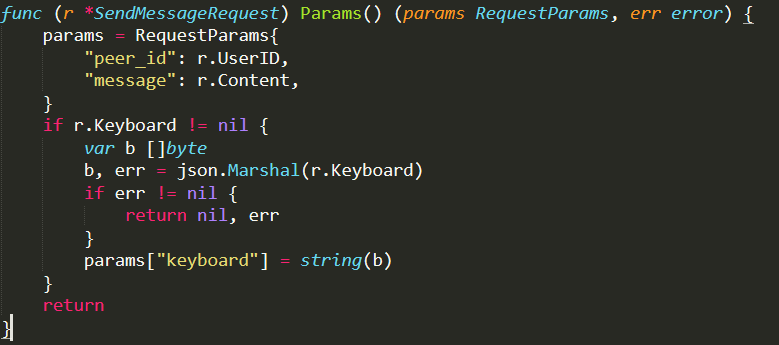 func (r *SendMessageRequest) Params() (params RequestParams, err error) {
    params = RequestParams{
        "peer_id": r.UserID,
        "message": r.Content,
    }
    if r.Keyboard != nil {
        var b []byte
        b, err = json.Marshal(r.Keyboard)
        if err != nil {
            return nil, err
        }
        params["keyboard"] = string(b)
    }
    return
}